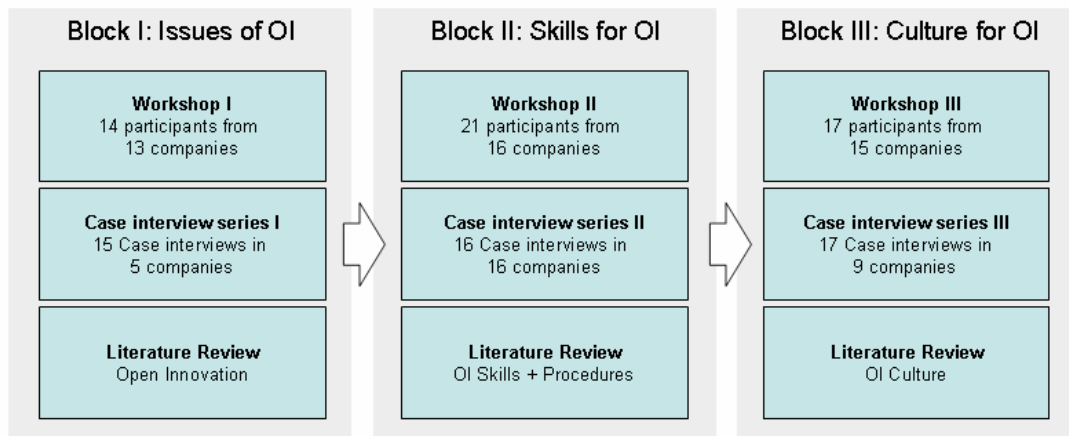 Block I: Issues of OI
Workshop I
14 participants from
13 companies
Case interview series I
15 Case interviews in
5 companies
Literature Review
Open Innovation
Block II: Skills for OI
Workshop II
21 participants from
16 companies
Case interview series II
16 Case interviews in
16 companies
Literature Review
OI Skills + Procedures
Block III: Culture for OI
Workshop III
17 participants from
15 companies
Case interview series III
17 Case interviews in
9 companies
Literature Review
OI Culture